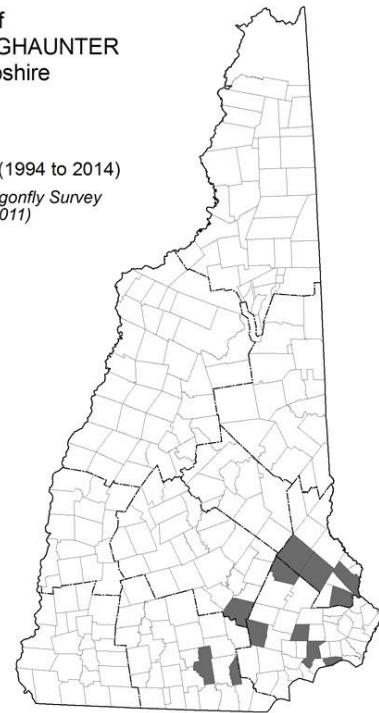 f
GHAUNTER
pshire
(1994 to 2014)
gonfly Survey
011)